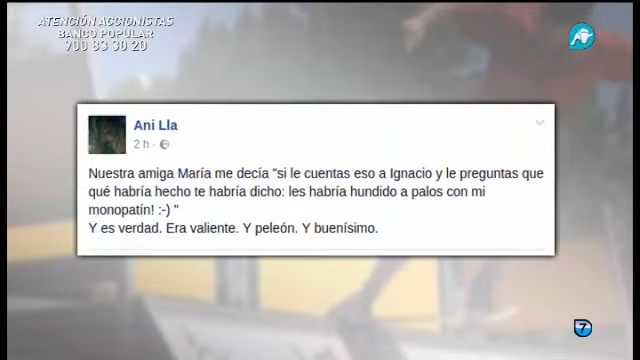 ATENCIÓN ACCIONISTAS
BANCO POPULAR
900 83 30 20
Ani Lla
2 h ·
Nuestra amiga María me decía "si le cuentas eso a Ignacio y le preguntas que
qué habría hecho te habría dicho: les habría hundido a palos con mi
monopatín! :-) "
Y es verdad. Era valiente. Y peleón. Y buenísimo.
7